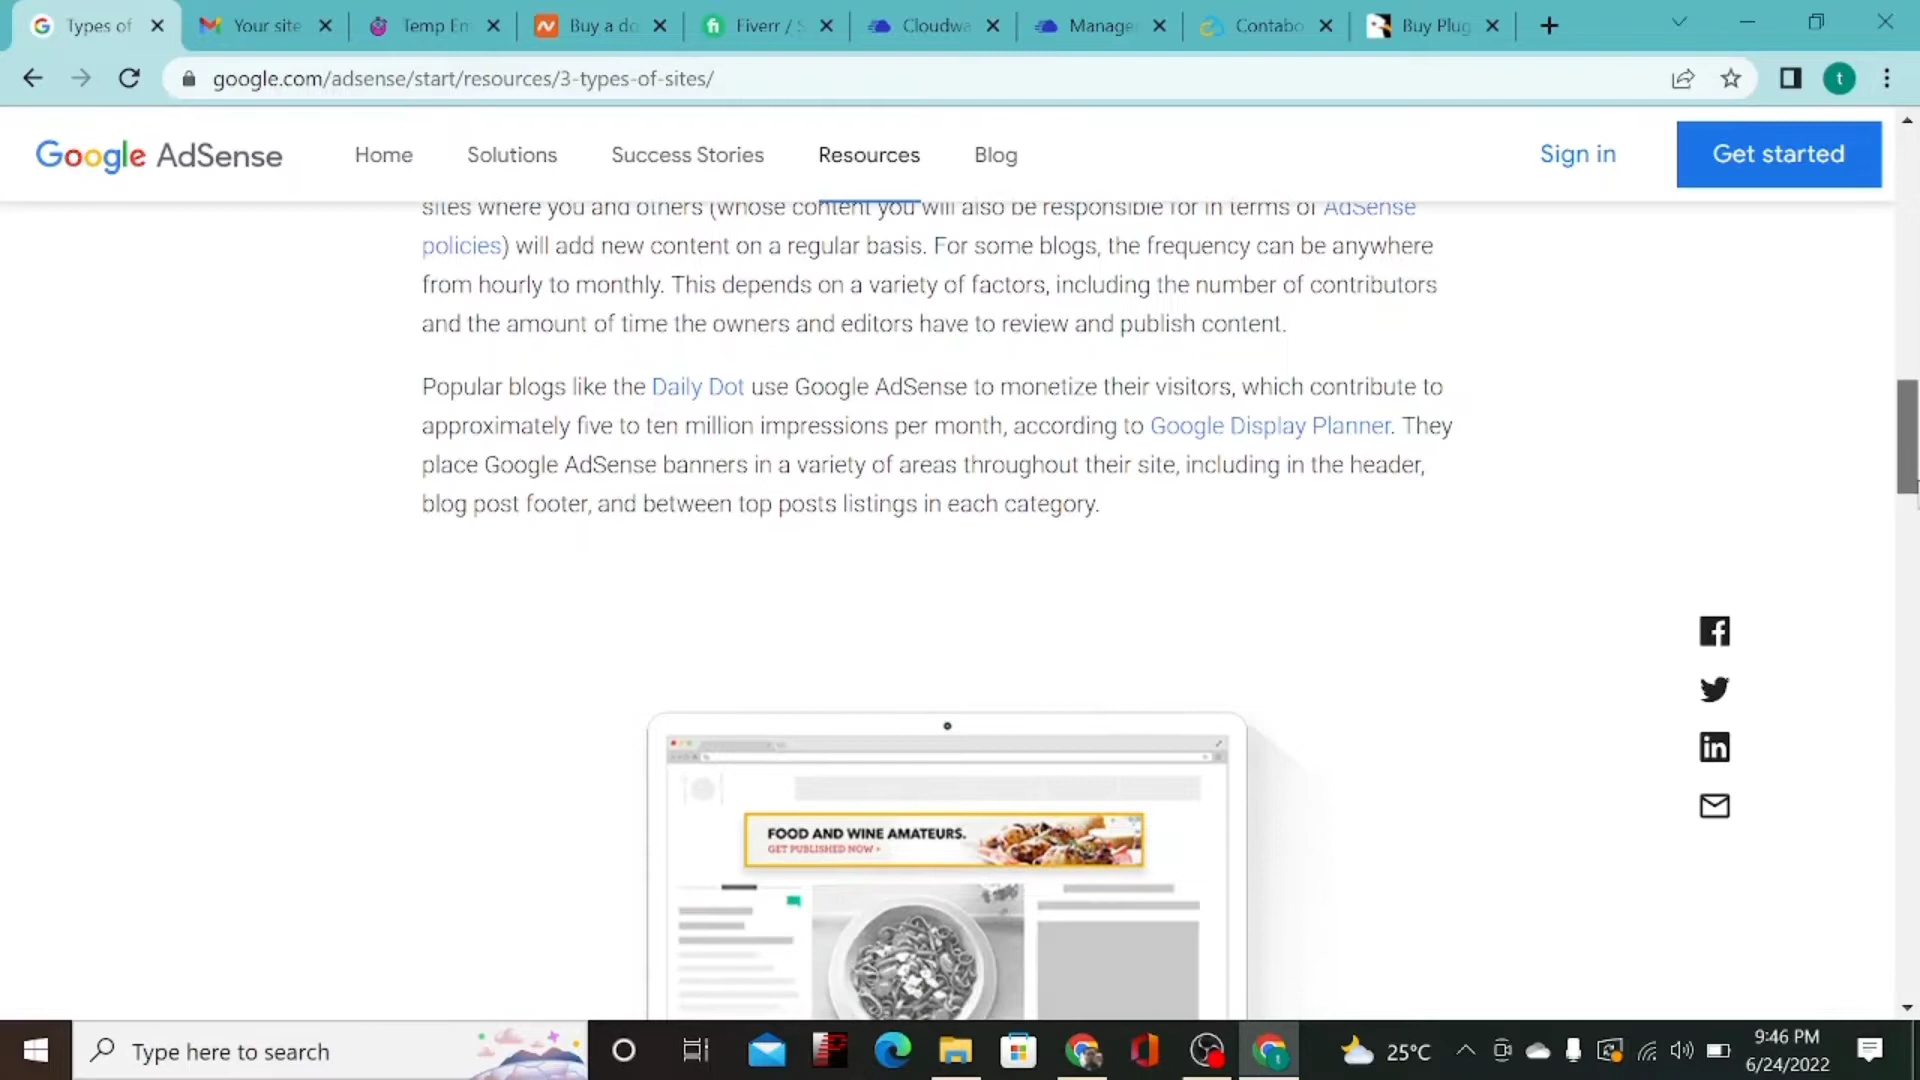 Types of
Your site
Temp Em
Buy a do
Fiverr / S
Cloudwa
Manage
Contabo
Buy Plug
google.com/adsense/start/resources/3-types-of-sites/
t
Google AdSense
Home
Solutions
Success Stories
Resources
Blog
Sign in
Get started
sites where you and others (whose content you will also be responsible for in terms of AdSense
policies) will add new content on a regular basis. For some blogs, the frequency can be anywhere
from hourly to monthly. This depends on a variety of factors, including the number of contributors
and the amount of time the owners and editors have to review and publish content.
Popular blogs like the Daily Dot use Google AdSense to monetize their visitors, which contribute to
approximately five to ten million impressions per month, according to Google Display Planner. They
place Google AdSense banners in a variety of areas throughout their site, including in the header,
blog post footer, and between top posts listings in each category.
FOOD AND WINE AMATEURS.
GET PUBLISHED NOW >
Type here to search
25°C
9:46 PM
6/24/2022